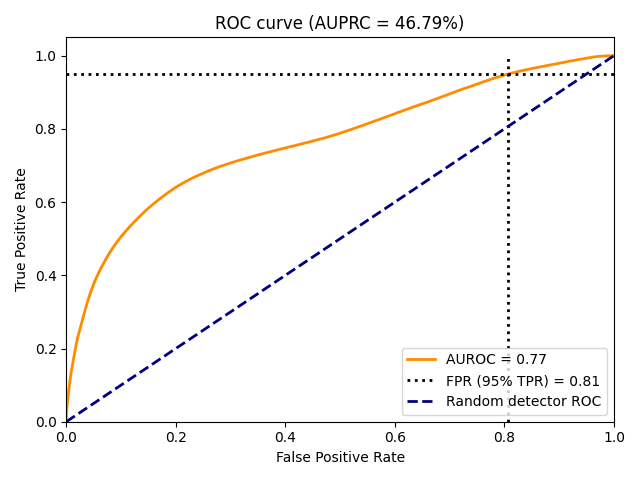 ROC curve (AUPRC = 46.79%)
True Positive Rate
1.0
0.8
0.6
0.4
0.2
0.0
AUROC = 0.77
FPR (95% TPR) = 0.81
Random detector ROC
0.0 0.2 0.4 0.6 0.8 1.0
False Positive Rate